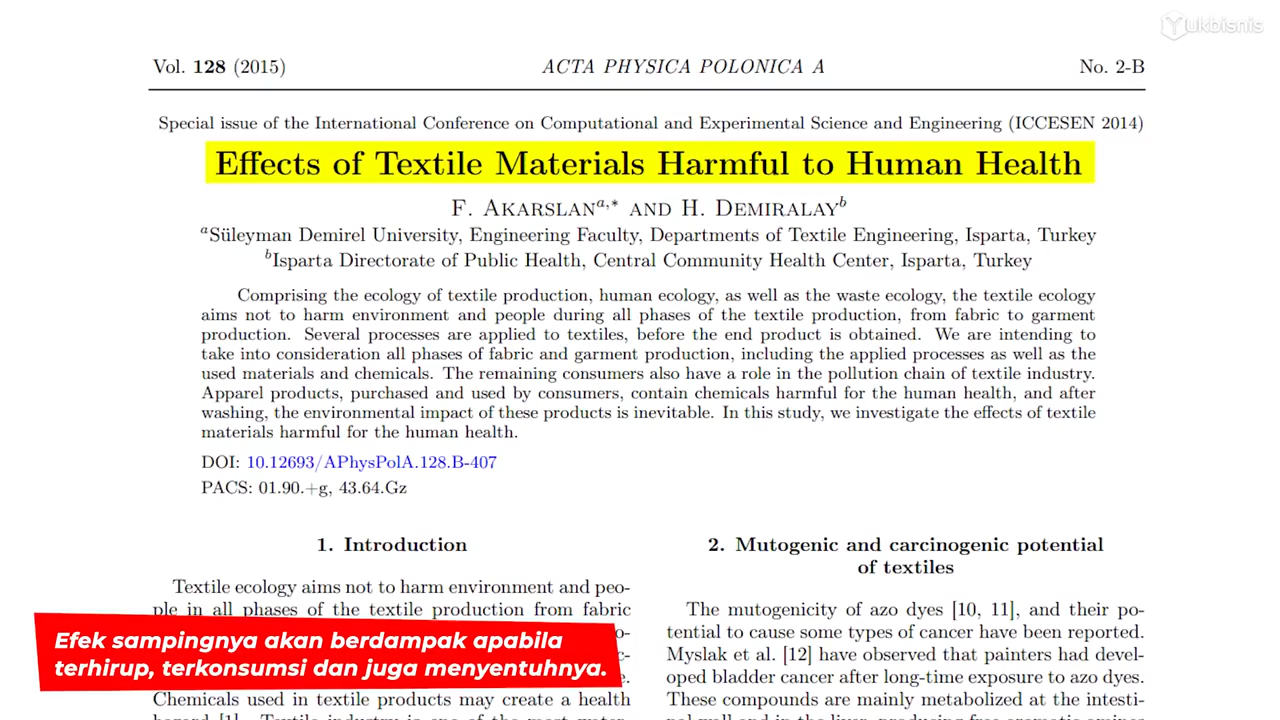 Yukbisnis
Vol. 128 (2015)
ACTA PHYSICA POLONICA A
No. 2-B
Special issue of the International Conference on Computational and Experimental Science and Engineering (ICCESEN 2014)
Effects of Textile Materials Harmful to Human Health
F. Akarslan a,* and H. Demiralay b
aSüleyman Demirel University, Engineering Faculty, Departments of Textile Engineering, Isparta, Turkey
bIsparta Directorate of Public Health, Central Community Health Center, Isparta, Turkey
Comprising the ecology of textile production, human ecology, as well as the waste ecology, the textile ecology
aims not to harm environment and people during all phases of the textile production, from fabric to garment
production. Several processes are applied to textiles, before the end product is obtained. We are intending to
take into consideration all phases of fabric and garment production, including the applied processes as well as the
used materials and chemicals. The remaining consumers also have a role in the pollution chain of textile industry.
Apparel products, purchased and used by consumers, contain chemicals harmful for the human health, and after
washing, the environmental impact of these products is inevitable. In this study, we investigate the effects of textile
materials harmful for the human health.
DOI: 10.12693/APhysPolA.128.B-407
PACS: 01.90.+g, 43.64.Gz
1. Introduction
Textile ecology aims not to harm environment and peo-
ple in all phases of the textile production from fabric
Chemicals used in textile products may create a health
2. Mutogenic and carcinogenic potential
of textiles
The mutogenicity of azo dyes [10, 11], and their po-
tential to cause some types of cancer have been reported.
Myslak et al. [12] have observed that painters had devel-
oped bladder cancer after long-time exposure to azo dyes.
These compounds are mainly metabolized at the intesti-
Efek sampingnya akan berdampak apabila
terhirup, terkonsumsi dan juga menyentuhnya.